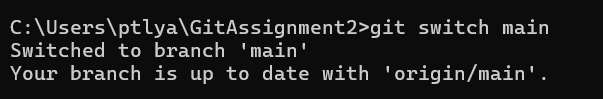 C:\Users\ptlya\GitAssignment2>git switch main
Switched to branch 'main'
Your branch is up to date with 'origin/main'.